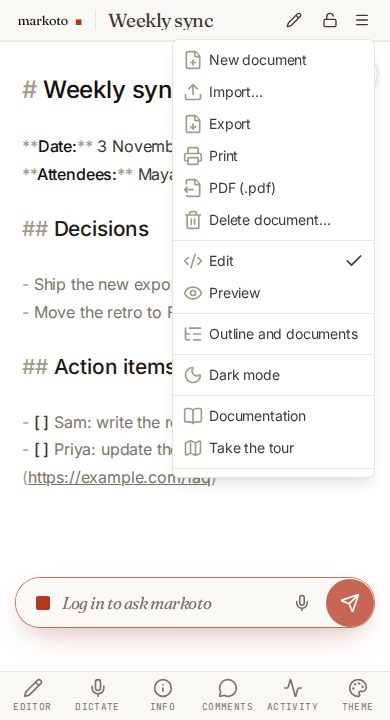 markoto
Weekly sync
New document
Import...
Export
Print
PDF (.pdf)
Delete document...
Edit
Preview
Outline and documents
Dark mode
Documentation
Take the tour
# Weekly syn
**Date:** 3 Novemb
**Attendees:** Maya
## Decisions
- Ship the new expo
- Move the retro to F
## Action items
- [ ] Sam: write the re
- [ ] Priya: update the
(https://example.com/faq)
Log in to ask markoto
EDITOR
DICTATE
INFO
COMMENTS
ACTIVITY
THEME